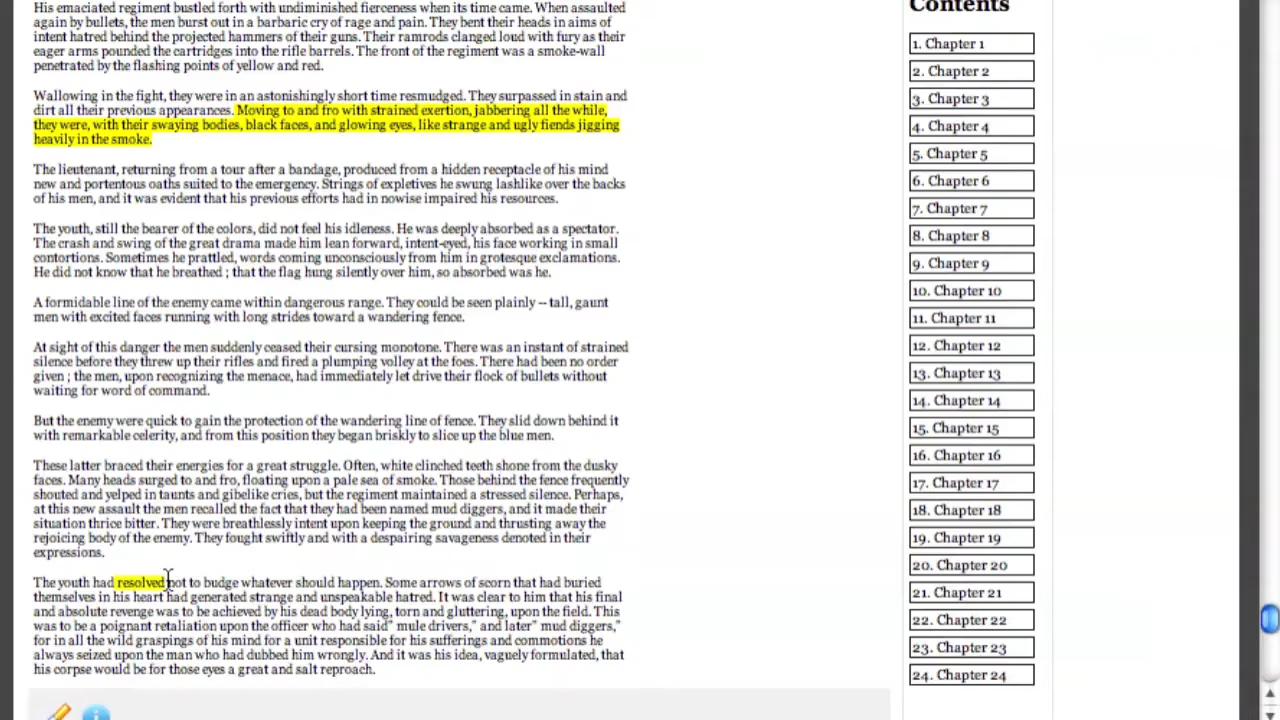 His emaciated regiment bustled forth with undiminished fierceness when its time came. When assaulted
again by bullets, the men burst out in a barbaric cry of rage and pain. They bent their heads in aims of
intent hatred behind the projected hammers of their guns. Their ramrods clanged loud with fury as their
eager arms pounded the cartridges into the rifle barrels. The front of the regiment was a smoke-wall
penetrated by the flashing points of yellow and red.
Wallowing in the fight, they were in an astonishingly short time resmudged. They surpassed in stain and
dirt all their previous appearances. Moving to and fro with strained exertion, jabbering all the while,
they were, with their swaying bodies, black faces, and glowing eyes, like strange and ugly fiends jigging
heavily in the smoke.
The lieutenant, returning from a tour after a bandage, produced from a hidden receptacle of his mind
new and portentous oaths suited to the emergency. Strings of expletives he swung lashlike over the backs
of his men, and it was evident that his previous efforts had in nowise impaired his resources.
The youth, still the bearer of the colors, did not feel his idleness. He was deeply absorbed as a spectator.
The crash and swing of the great drama made him lean forward, intent-eyed, his face working in small
contortions. Sometimes he prattled, words coming unconsciously from him in grotesque exclamations.
He did not know that he breathed ; that the flag hung silently over him, so absorbed was he.
A formidable line of the enemy came within dangerous range. They could be seen plainly -- tall, gaunt
men with excited faces running with long strides toward a wandering fence.
At sight of this danger the men suddenly ceased their cursing monotone. There was an instant of strained
silence before they threw up their rifles and fired a plumping volley at the foes. There had been no order
given ; the men, upon recognizing the menace, had immediately let drive their flock of bullets without
waiting for word of command.
But the enemy were quick to gain the protection of the wandering line of fence. They slid down behind it
with remarkable celerity, and from this position they began briskly to slice up the blue men.
These latter braced their energies for a great struggle. Often, white clinched teeth shone from the dusky
faces. Many heads surged to and fro, floating upon a pale sea of smoke. Those behind the fence frequently
shouted and yelped in taunts and gibelike cries, but the regiment maintained a stressed silence. Perhaps,
at this new assault the men recalled the fact that they had been named mud diggers, and it made their
situation thrice bitter. They were breathlessly intent upon keeping the ground and thrusting away the
rejoicing body of the enemy. They fought swiftly and with a despairing savageness denoted in their
expressions.
The youth had resolved not to budge whatever should happen. Some arrows of scorn that had buried
themselves in his heart had generated strange and unspeakable hatred. It was clear to him that his final
and absolute revenge was to be achieved by his dead body lying, torn and gluttering, upon the field. This
was to be a poignant retaliation upon the officer who had said" mule drivers," and later" mud diggers,"
for in all the wild graspings of his mind for a unit responsible for his sufferings and commotions he
always seized upon the man who had dubbed him wrongly. And it was his idea, vaguely formulated, that
his corpse would be for those eyes a great and salt reproach.
Contents
1. Chapter 1
2. Chapter 2
3. Chapter 3
4. Chapter 4
5. Chapter 5
6. Chapter 6
7. Chapter 7
8. Chapter 8
9. Chapter 9
10. Chapter 10
11. Chapter 11
12. Chapter 12
13. Chapter 13
14. Chapter 14
15. Chapter 15
16. Chapter 16
17. Chapter 17
18. Chapter 18
19. Chapter 19
20. Chapter 20
21. Chapter 21
22. Chapter 22
23. Chapter 23
24. Chapter 24